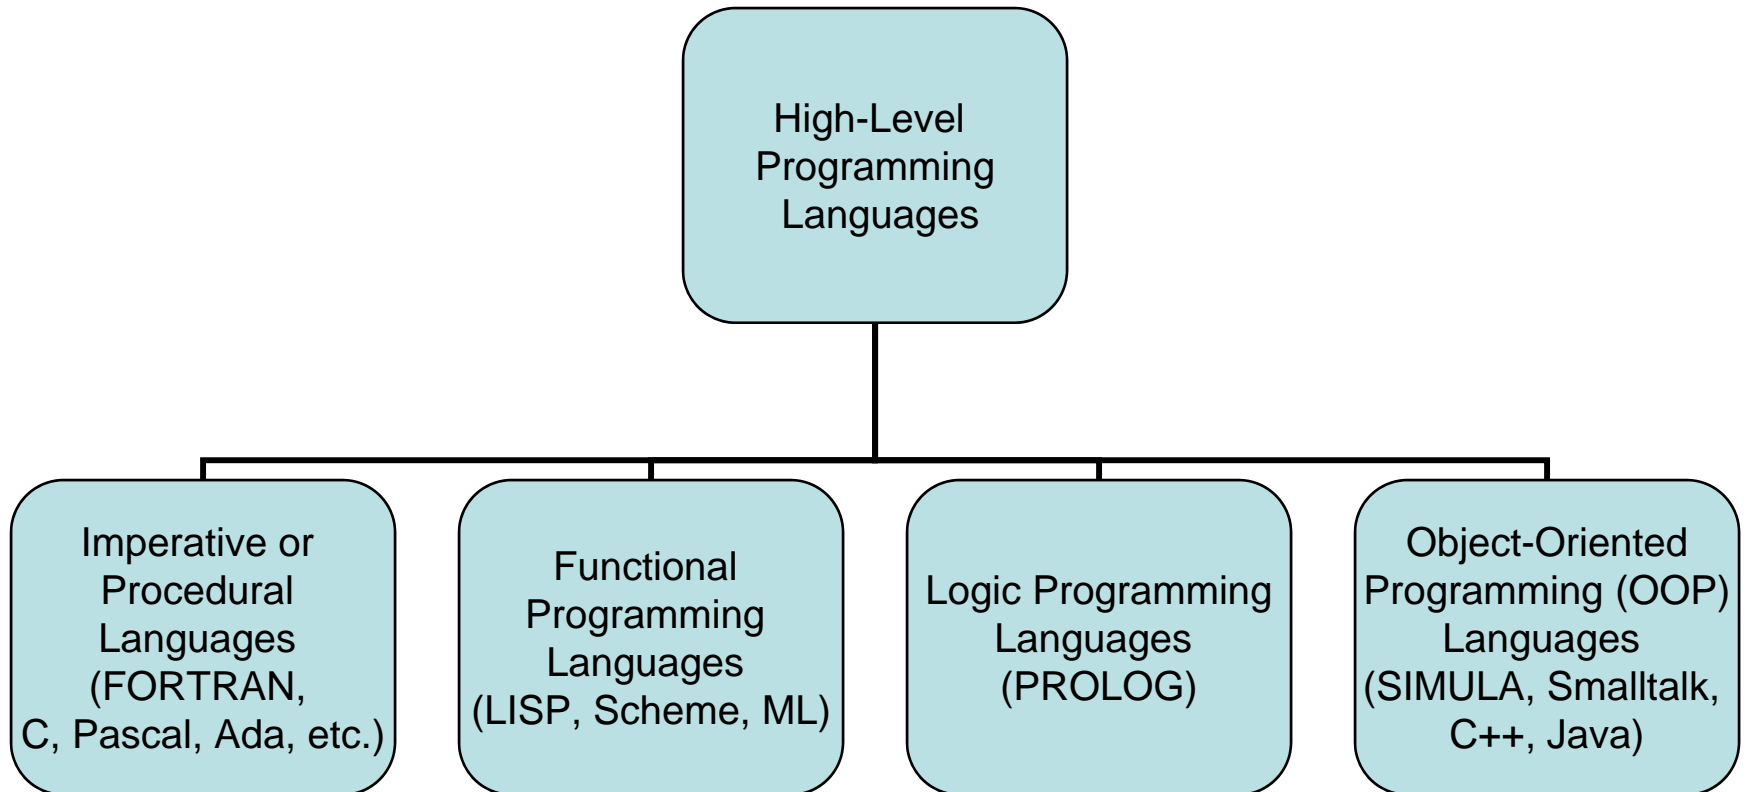 High-Level
Programming
Languages
Imperative or
Procedural
Languages
(FORTRAN,
C, Pascal, Ada, etc.)
Functional
Programming
Languages
(LISP, Scheme, ML)
Logic Programming
Languages
(PROLOG)
Object-Oriented
Programming (OOP)
Languages
(SIMULA, Smalltalk,
C++, Java)